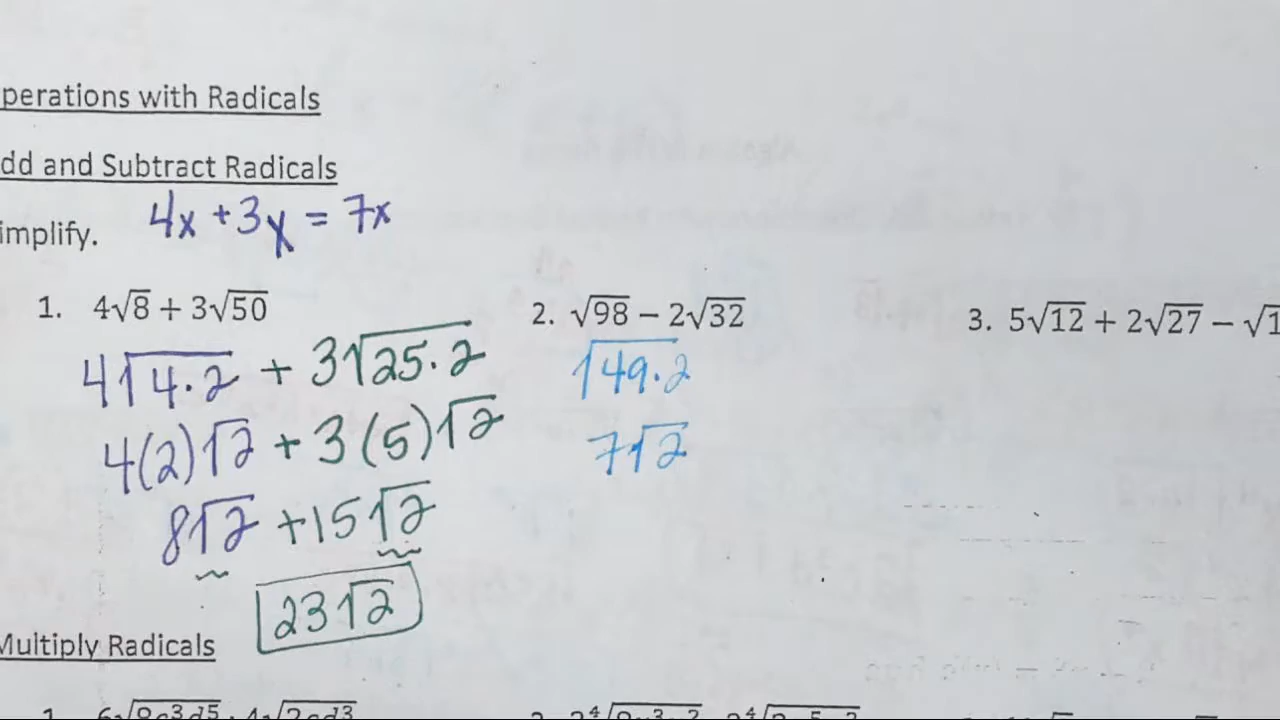 perations with Radicals
dd and Subtract Radicals
implify.
4x + 3x = 7x
1. 4√8 + 3√50
4√4·2 + 3√25·2
4(2)√2 + 3(5)√2
8√2 + 15√2
23√2
2. √98 − 2√32
√49·2
7√2
3. 5√12 + 2√27 − √1
Multiply Radicals